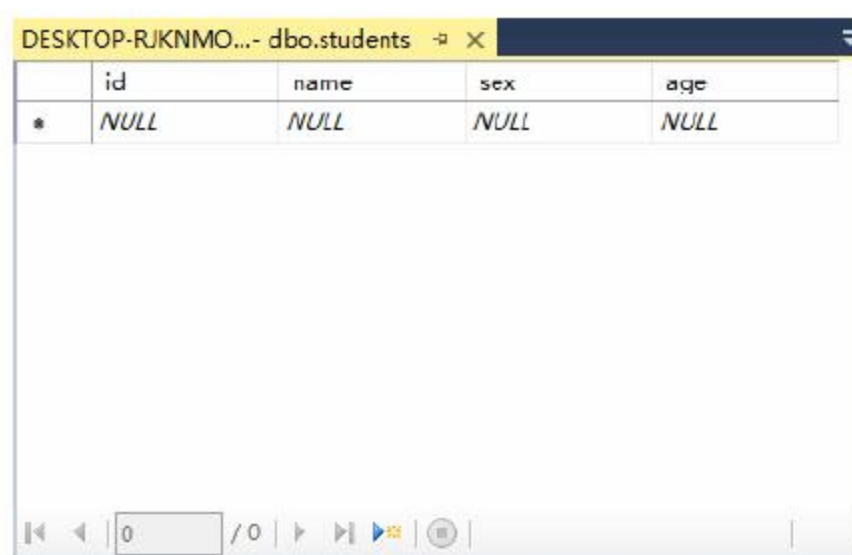 DESKTOP-RJKNMO...- dbo.students
id name sex age
NULL NULL NULL NULL
0 / 0